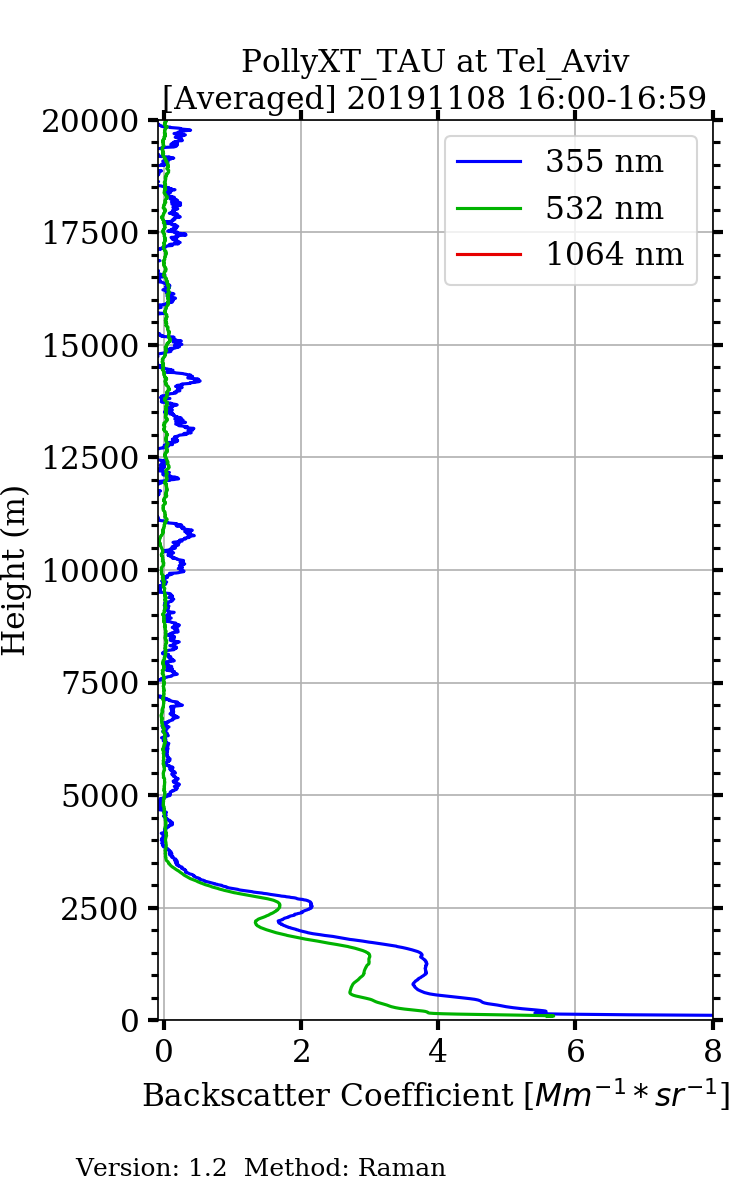 PollyXT_TAU at Tel_Aviv
[Averaged] 20191108 16:00-16:59
355 nm
532 nm
1064 nm
20000
17500
15000
12500
10000
7500
5000
2500
0
Height (m)
0 2 4 6 8
Backscatter Coefficient [Mm⁻¹ * sr⁻¹]
Version: 1.2 Method: Raman